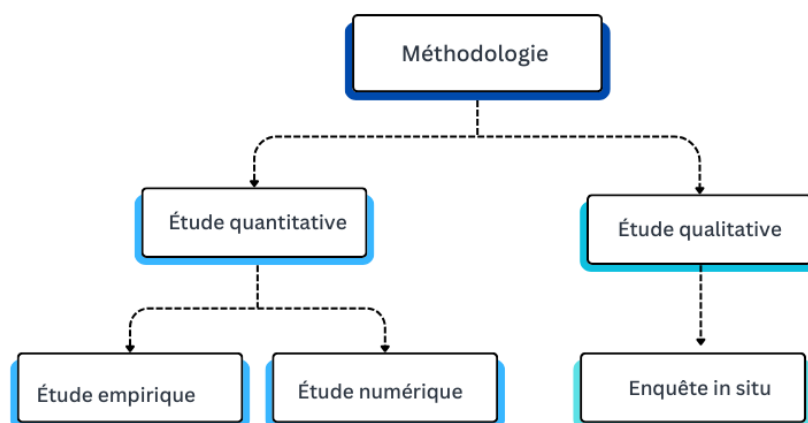 Méthodologie
Étude quantitative
Étude qualitative
Étude empirique
Étude numérique
Enquête in situ